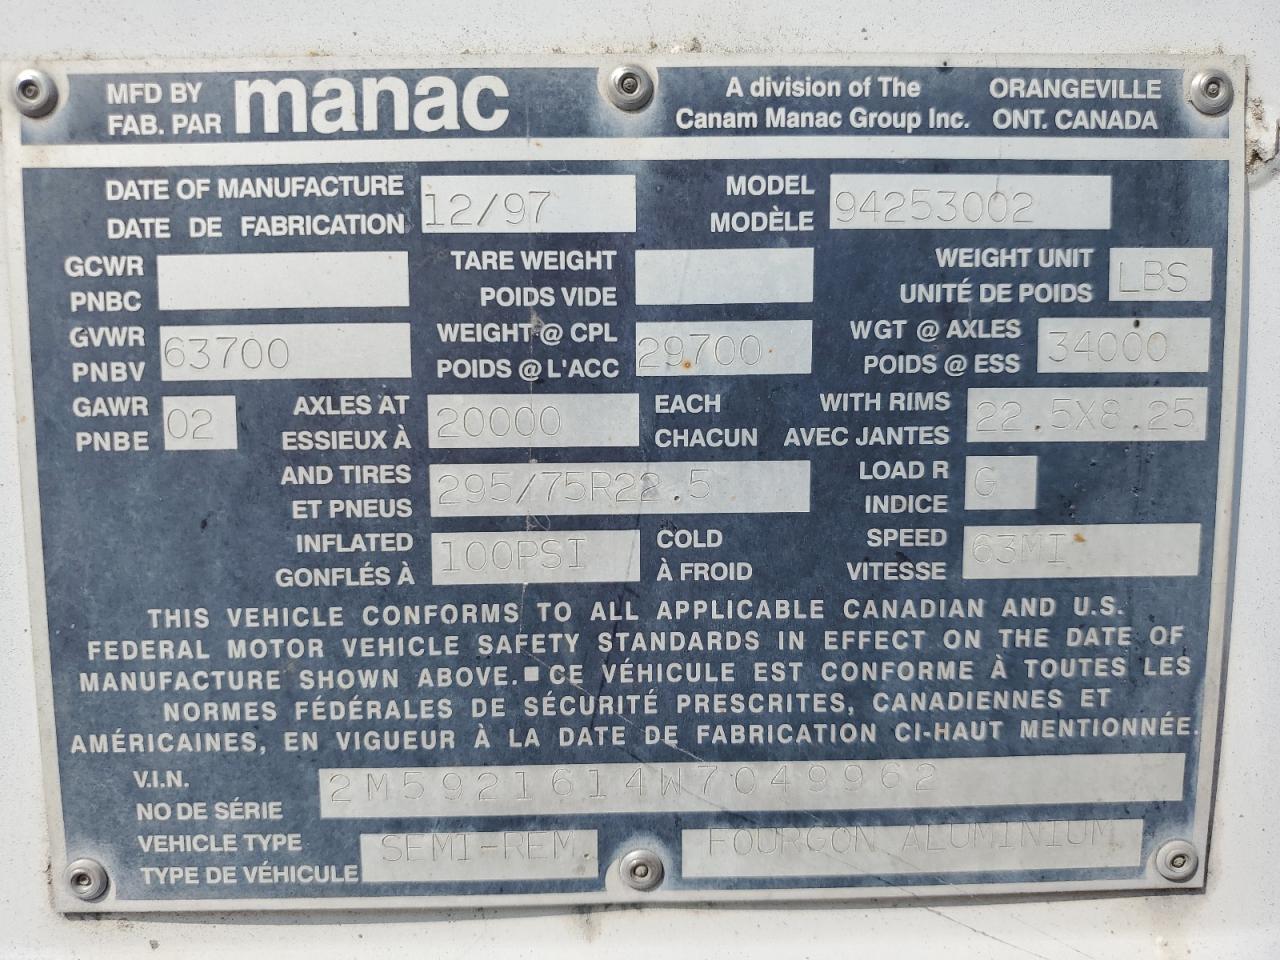 MFD BY manac A division of The ORANGEVILLE
FAB. PAR Canam Manac Group Inc. ONT. CANADA
DATE OF MANUFACTURE 12/97 MODEL 94253002
DATE DE FABRICATION MODÈLE
GCWR TARE WEIGHT WEIGHT UNIT LBS
PNBC POIDS VIDE UNITÉ DE POIDS
GVWR 63700 WEIGHT @ CPL 29700 WGT @ AXLES 34000
PNBV POIDS @ L'ACC POIDS @ ESS
GAWR 02 AXLES AT 20000 EACH WITH RIMS 22.5X8.25
PNBE ESSIEUX À CHACUN AVEC JANTES
AND TIRES 295/75R22.5 LOAD R G
ET PNEUS INDICE
INFLATED 100PSI COLD SPEED 63MI
GONFLÉS À À FROID VITESSE
THIS VEHICLE CONFORMS TO ALL APPLICABLE CANADIAN AND U.S.
FEDERAL MOTOR VEHICLE SAFETY STANDARDS IN EFFECT ON THE DATE OF
MANUFACTURE SHOWN ABOVE. ■ CE VÉHICULE EST CONFORME À TOUTES LES
NORMES FÉDÉRALES DE SÉCURITÉ PRESCRITES, CANADIENNES ET
AMÉRICAINES, EN VIGUEUR À LA DATE DE FABRICATION CI-HAUT MENTIONNÉE.
V.I.N. 2M5921614W7049962
NO DE SÉRIE
VEHICLE TYPE SEMI-REM FOURGON ALUMINIUM
TYPE DE VÉHICULE